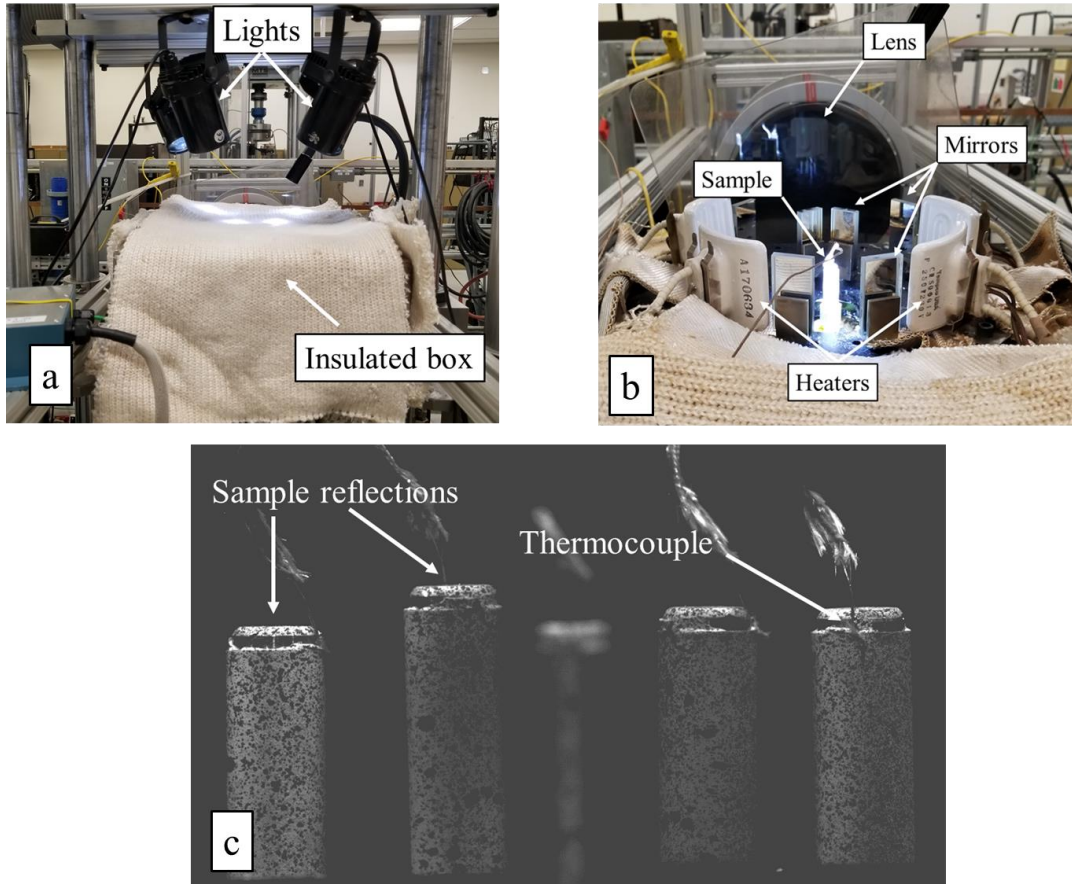 Lights
Insulated box
a
Lens
Mirrors
Sample
Heaters
b
Sample reflections
Thermocouple
c